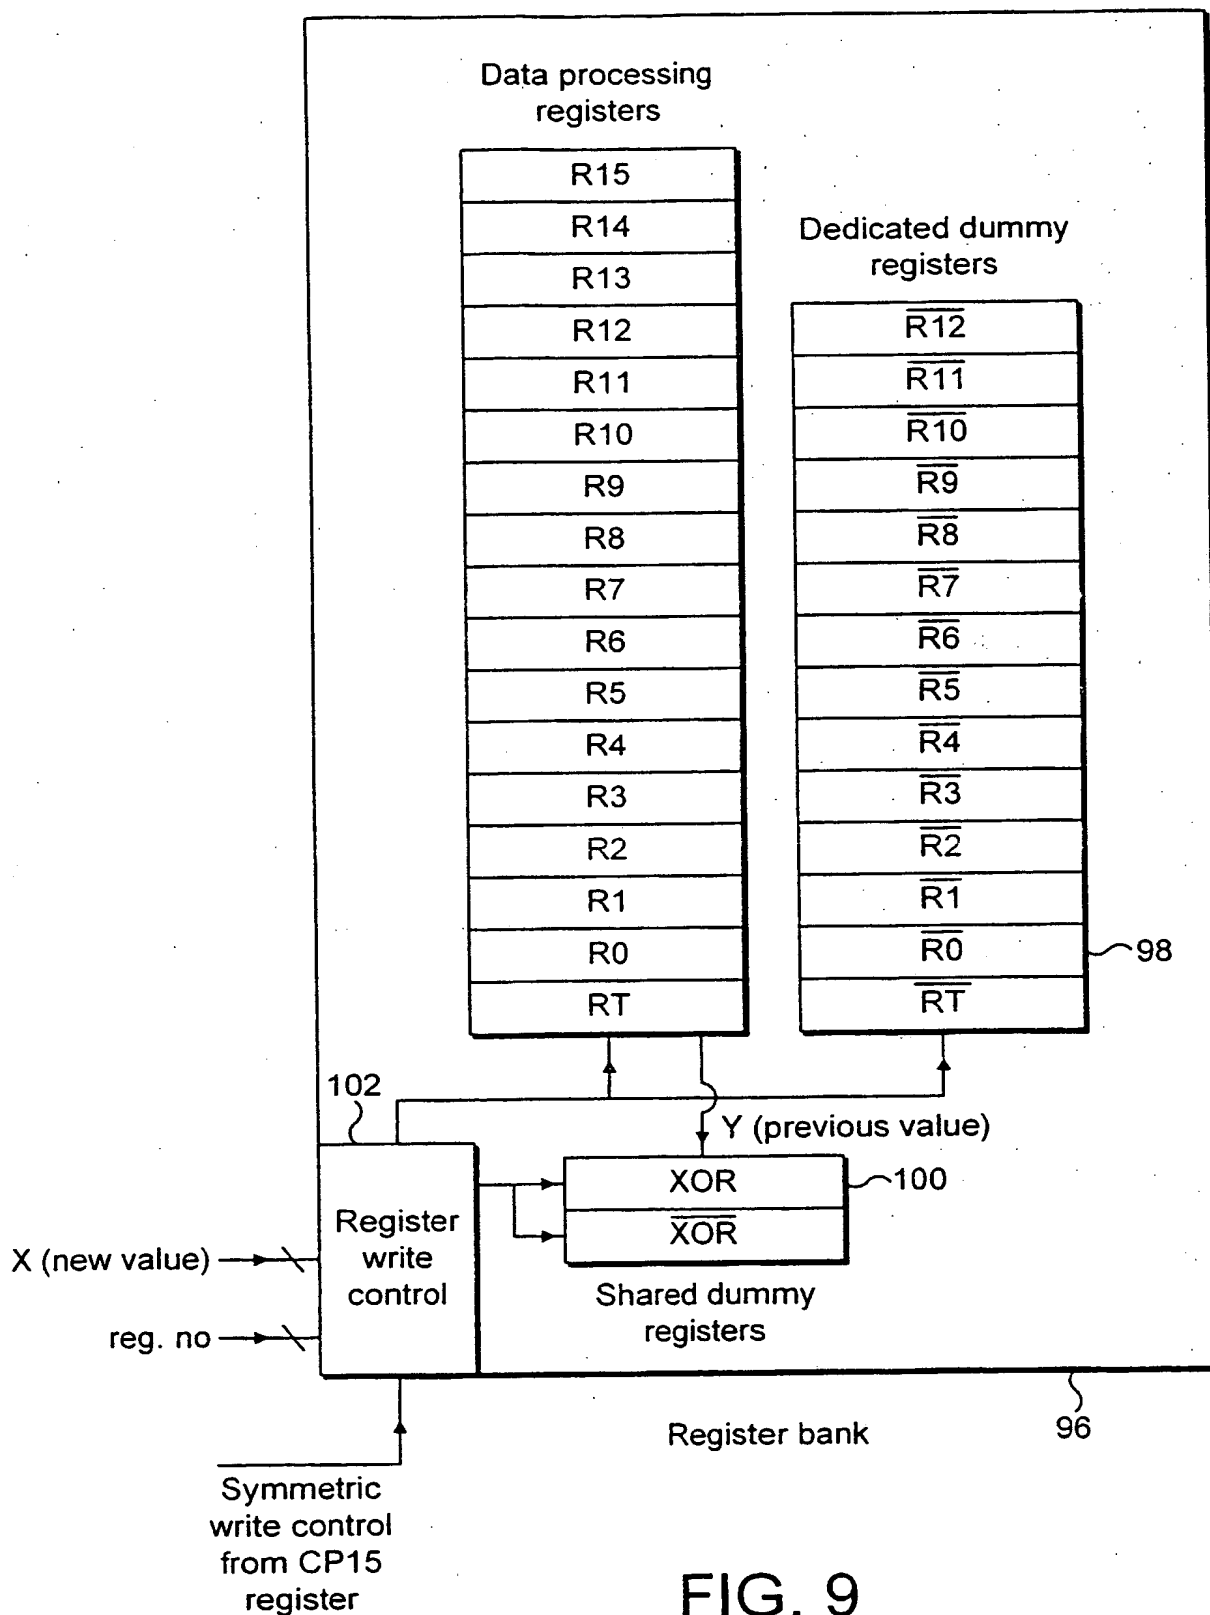 Data processing
registers
R15
R14
R13
R12
R11
R10
R9
R8
R7
R6
R5
R4
R3
R2
R1
R0
RT
Dedicated dummy
registers
R̅1̅2̅
R̅1̅1̅
R̅1̅0̅
R̅9̅
R̅8̅
R̅7̅
R̅6̅
R̅5̅
R̅4̅
R̅3̅
R̅2̅
R̅1̅
R̅0̅
R̅T̅
98
102
Y (previous value)
XOR
X̅O̅R̅
100
Register
write
control
X (new value)
reg. no
Shared dummy
registers
Register bank
96
Symmetric
write control
from CP15
register
FIG. 9